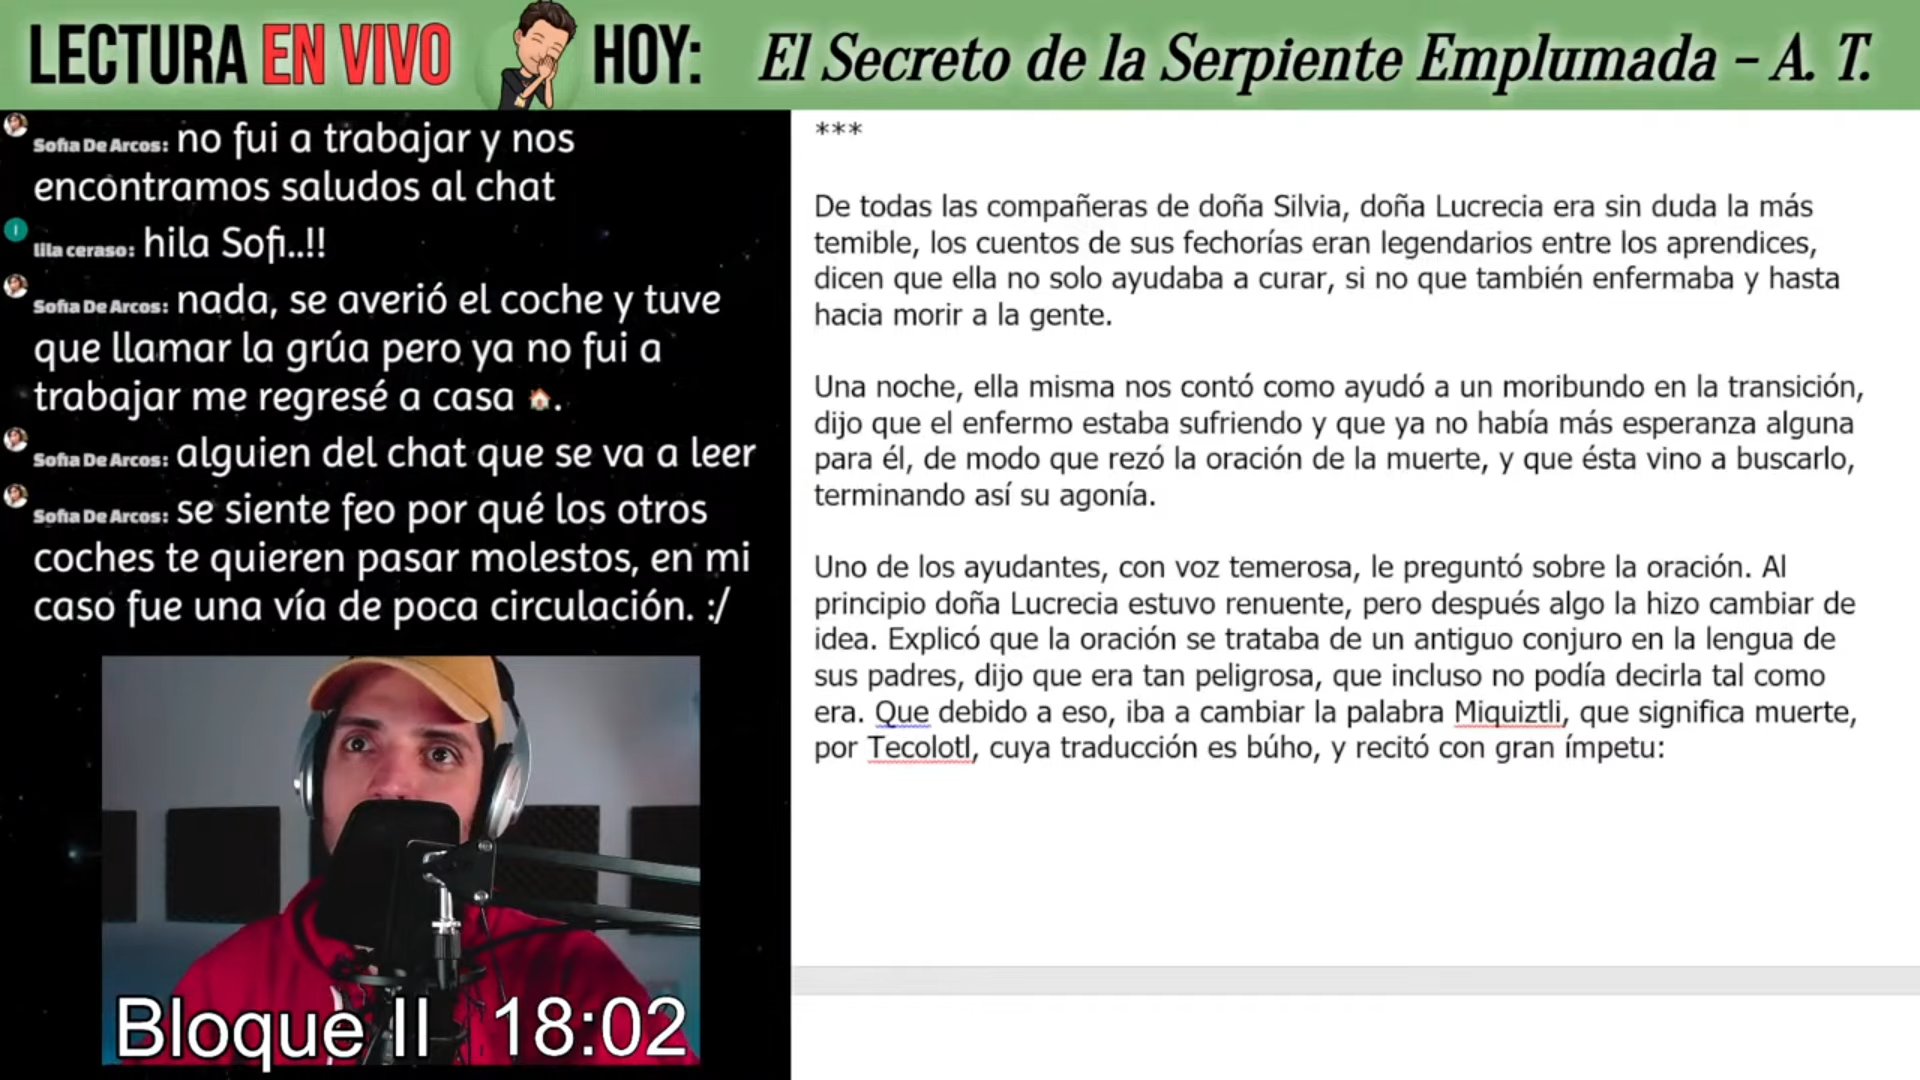 LECTURA EN VIVO HOY: El Secreto de la Serpiente Emplumada - A. T.
Sofia De Arcos: no fui a trabajar y nos
encontramos saludos al chat
lila ceraso: hila Sofi..!!
Sofia De Arcos: nada, se averió el coche y tuve
que llamar la grúa pero ya no fui a
trabajar me regresé a casa 🏠.
Sofia De Arcos: alguien del chat que se va a leer
Sofia De Arcos: se siente feo por qué los otros
coches te quieren pasar molestos, en mi
caso fue una vía de poca circulación. :/
Bloque II 18:02
***
De todas las compañeras de doña Silvia, doña Lucrecia era sin duda la más
temible, los cuentos de sus fechorías eran legendarios entre los aprendices,
dicen que ella no solo ayudaba a curar, si no que también enfermaba y hasta
hacia morir a la gente.
Una noche, ella misma nos contó como ayudó a un moribundo en la transición,
dijo que el enfermo estaba sufriendo y que ya no había más esperanza alguna
para él, de modo que rezó la oración de la muerte, y que ésta vino a buscarlo,
terminando así su agonía.
Uno de los ayudantes, con voz temerosa, le preguntó sobre la oración. Al
principio doña Lucrecia estuvo renuente, pero después algo la hizo cambiar de
idea. Explicó que la oración se trataba de un antiguo conjuro en la lengua de
sus padres, dijo que era tan peligrosa, que incluso no podía decirla tal como
era. Que debido a eso, iba a cambiar la palabra Miquiztli, que significa muerte,
por Tecolotl, cuya traducción es búho, y recitó con gran ímpetu: